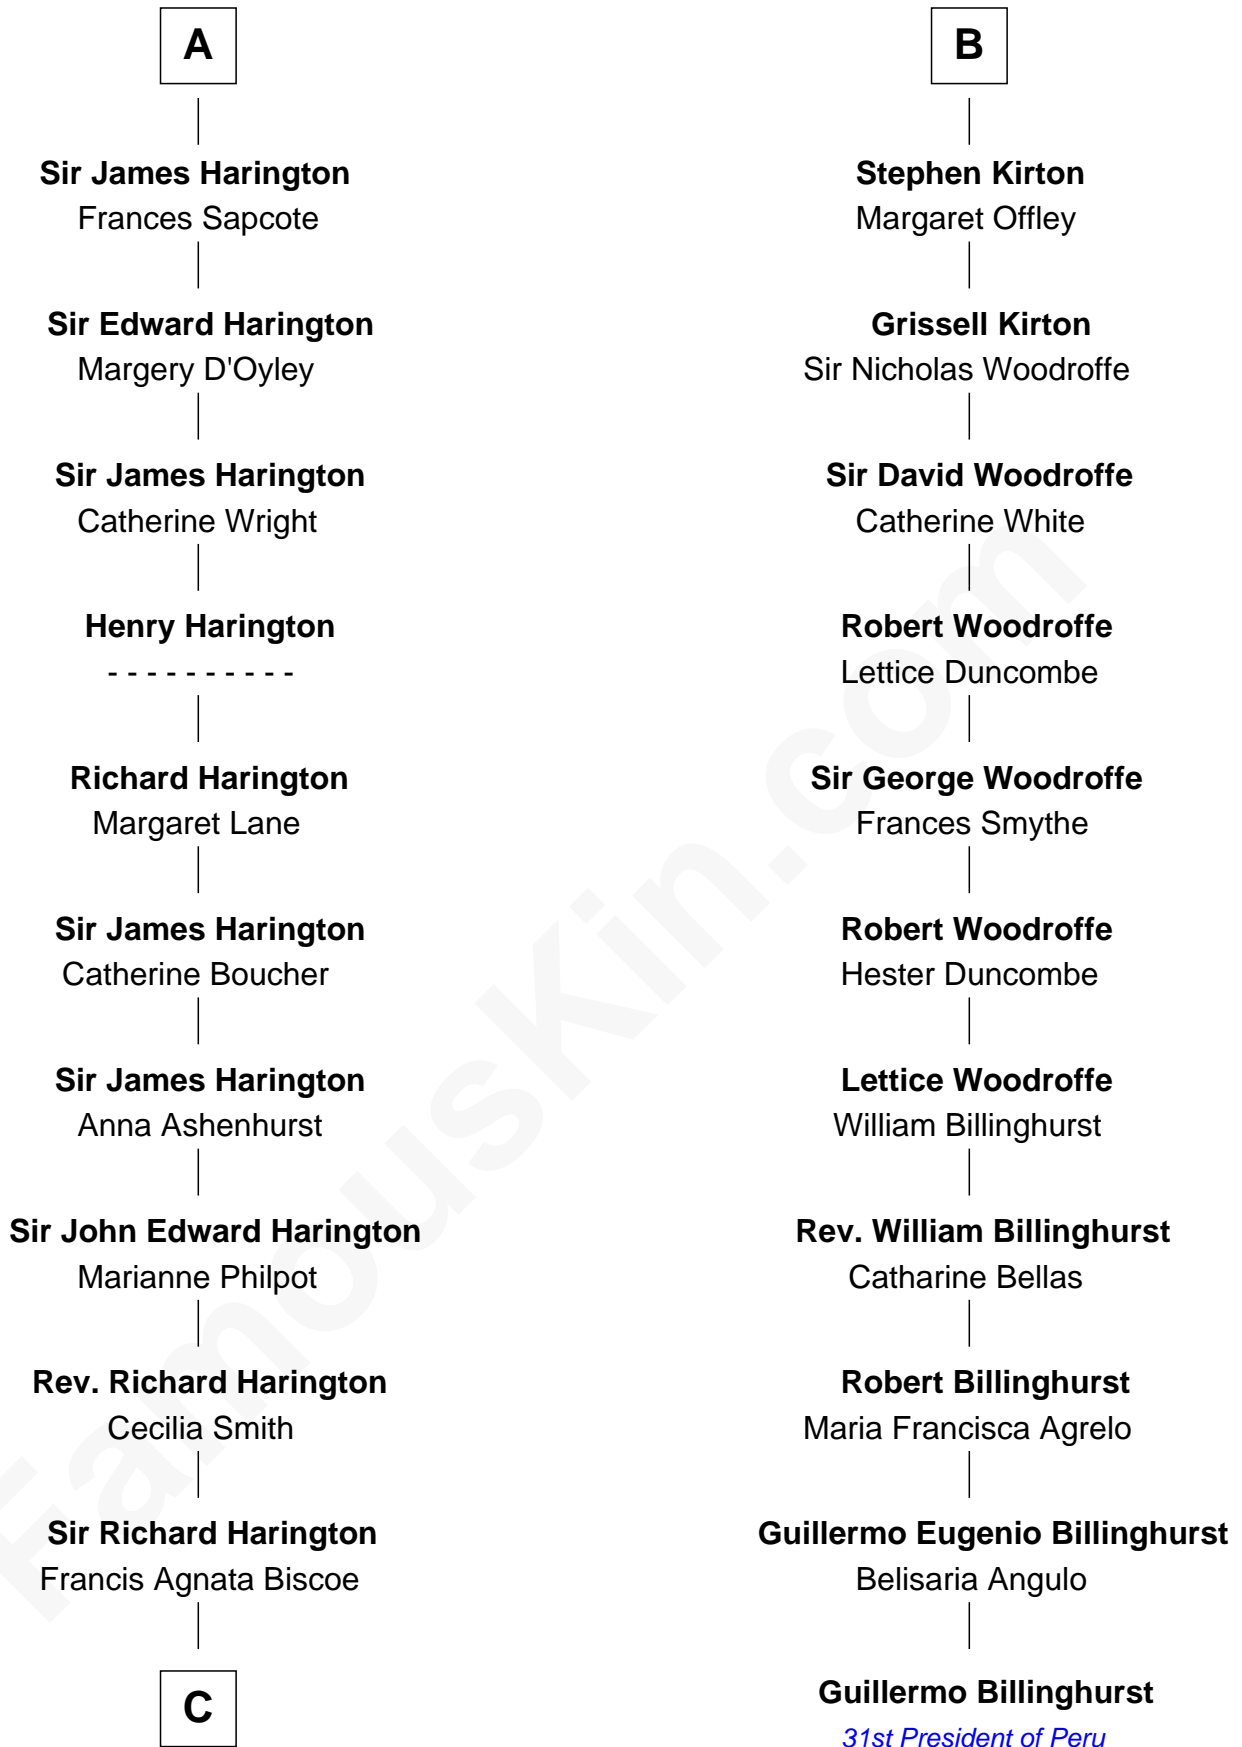 A
Sir James Harington
Frances Sapcote
Sir Edward Harington
Margery D'Oyley
Sir James Harington
Catherine Wright
Henry Harington
- - - - - - - - - -
Richard Harington
Margaret Lane
Sir James Harington
Catherine Boucher
Sir James Harington
Anna Ashenhurst
Sir John Edward Harington
Marianne Philpot
Rev. Richard Harington
Cecilia Smith
Sir Richard Harington
Francis Agnata Biscoe
C
B
Stephen Kirton
Margaret Offley
Grissell Kirton
Sir Nicholas Woodroffe
Sir David Woodroffe
Catherine White
Robert Woodroffe
Lettice Duncombe
Sir George Woodroffe
Frances Smythe
Robert Woodroffe
Hester Duncombe
Lettice Woodroffe
William Billinghurst
Rev. William Billinghurst
Catharine Bellas
Robert Billinghurst
Maria Francisca Agrelo
Guillermo Eugenio Billinghurst
Belisaria Angulo
Guillermo Billinghurst
31st President of Peru
FamousKin.com